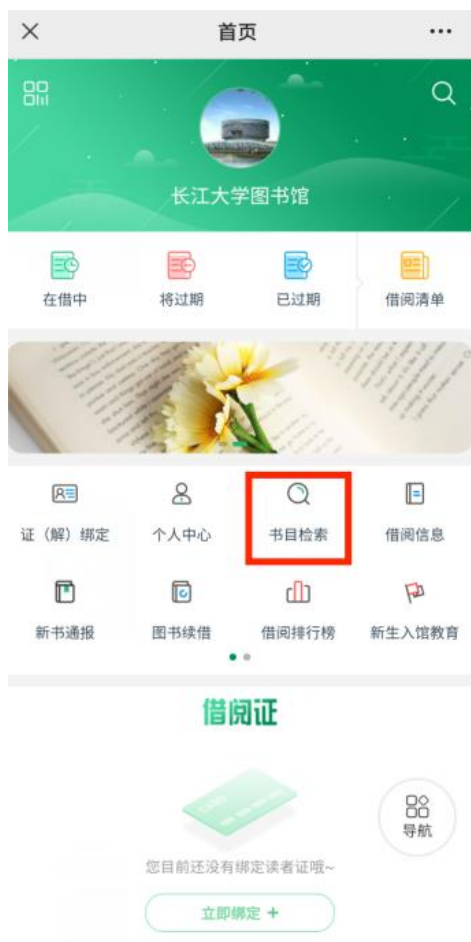 首页
长江大学图书馆
在借中 将过期 已过期 借阅清单
证（解）绑定 个人中心 书目检索 借阅信息
新书通报 图书续借 借阅排行榜 新生入馆教育
借阅证
导航
您目前还没有绑定读者证哦~
立即绑定 +